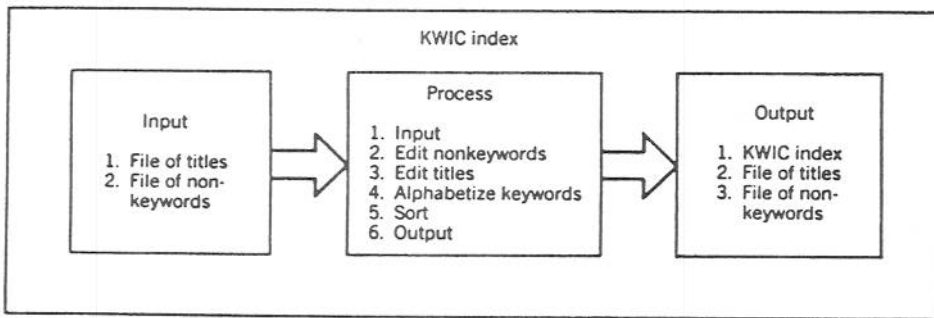 KWIC index
Input
1. File of titles
2. File of non-
keywords
Process
1. Input
2. Edit nonkeywords
3. Edit titles
4. Alphabetize keywords
5. Sort
6. Output
Output
1. KWIC index
2. File of titles
3. File of non-
keywords